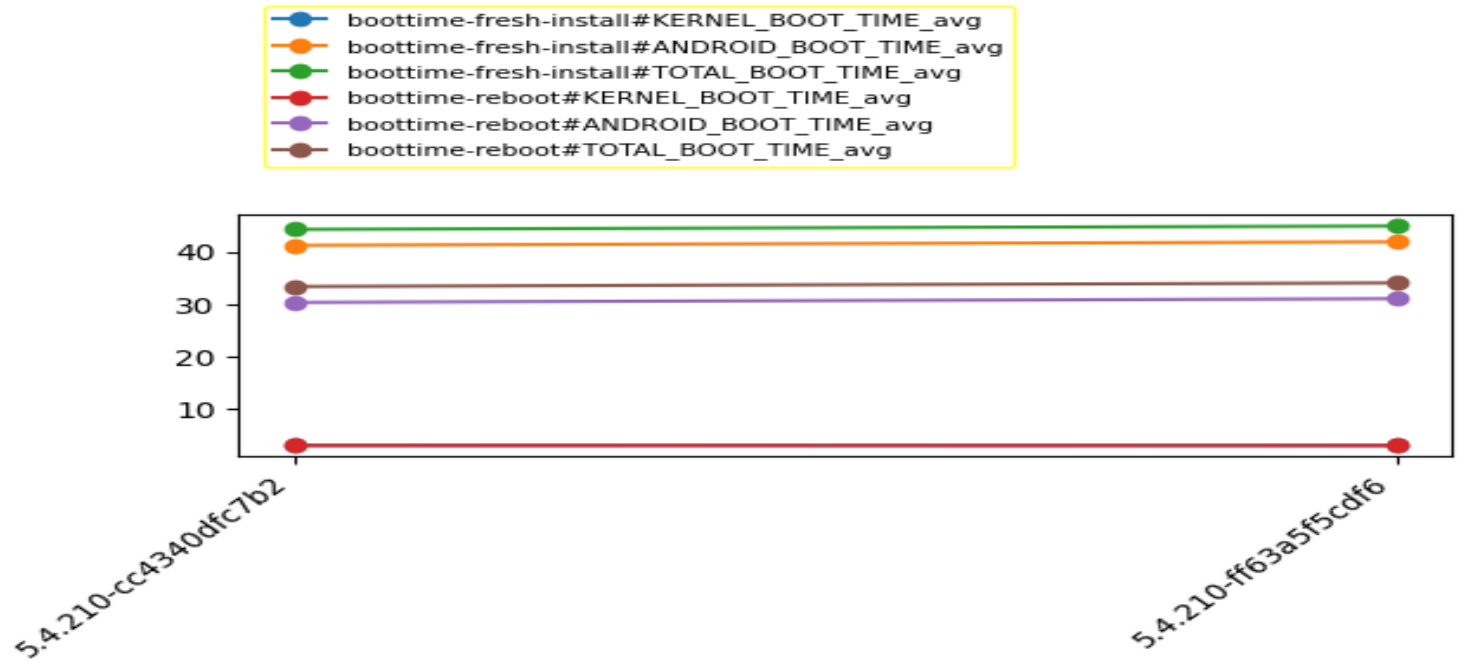 boottime-fresh-install#KERNEL_BOOT_TIME_avg
boottime-fresh-install#ANDROID_BOOT_TIME_avg
boottime-fresh-install#TOTAL_BOOT_TIME_avg
boottime-reboot#KERNEL_BOOT_TIME_avg
boottime-reboot#ANDROID_BOOT_TIME_avg
boottime-reboot#TOTAL_BOOT_TIME_avg
40
30
20
10
5.4.210-cc4340dfc7b2
5.4.210-ff63a5f5cdf6